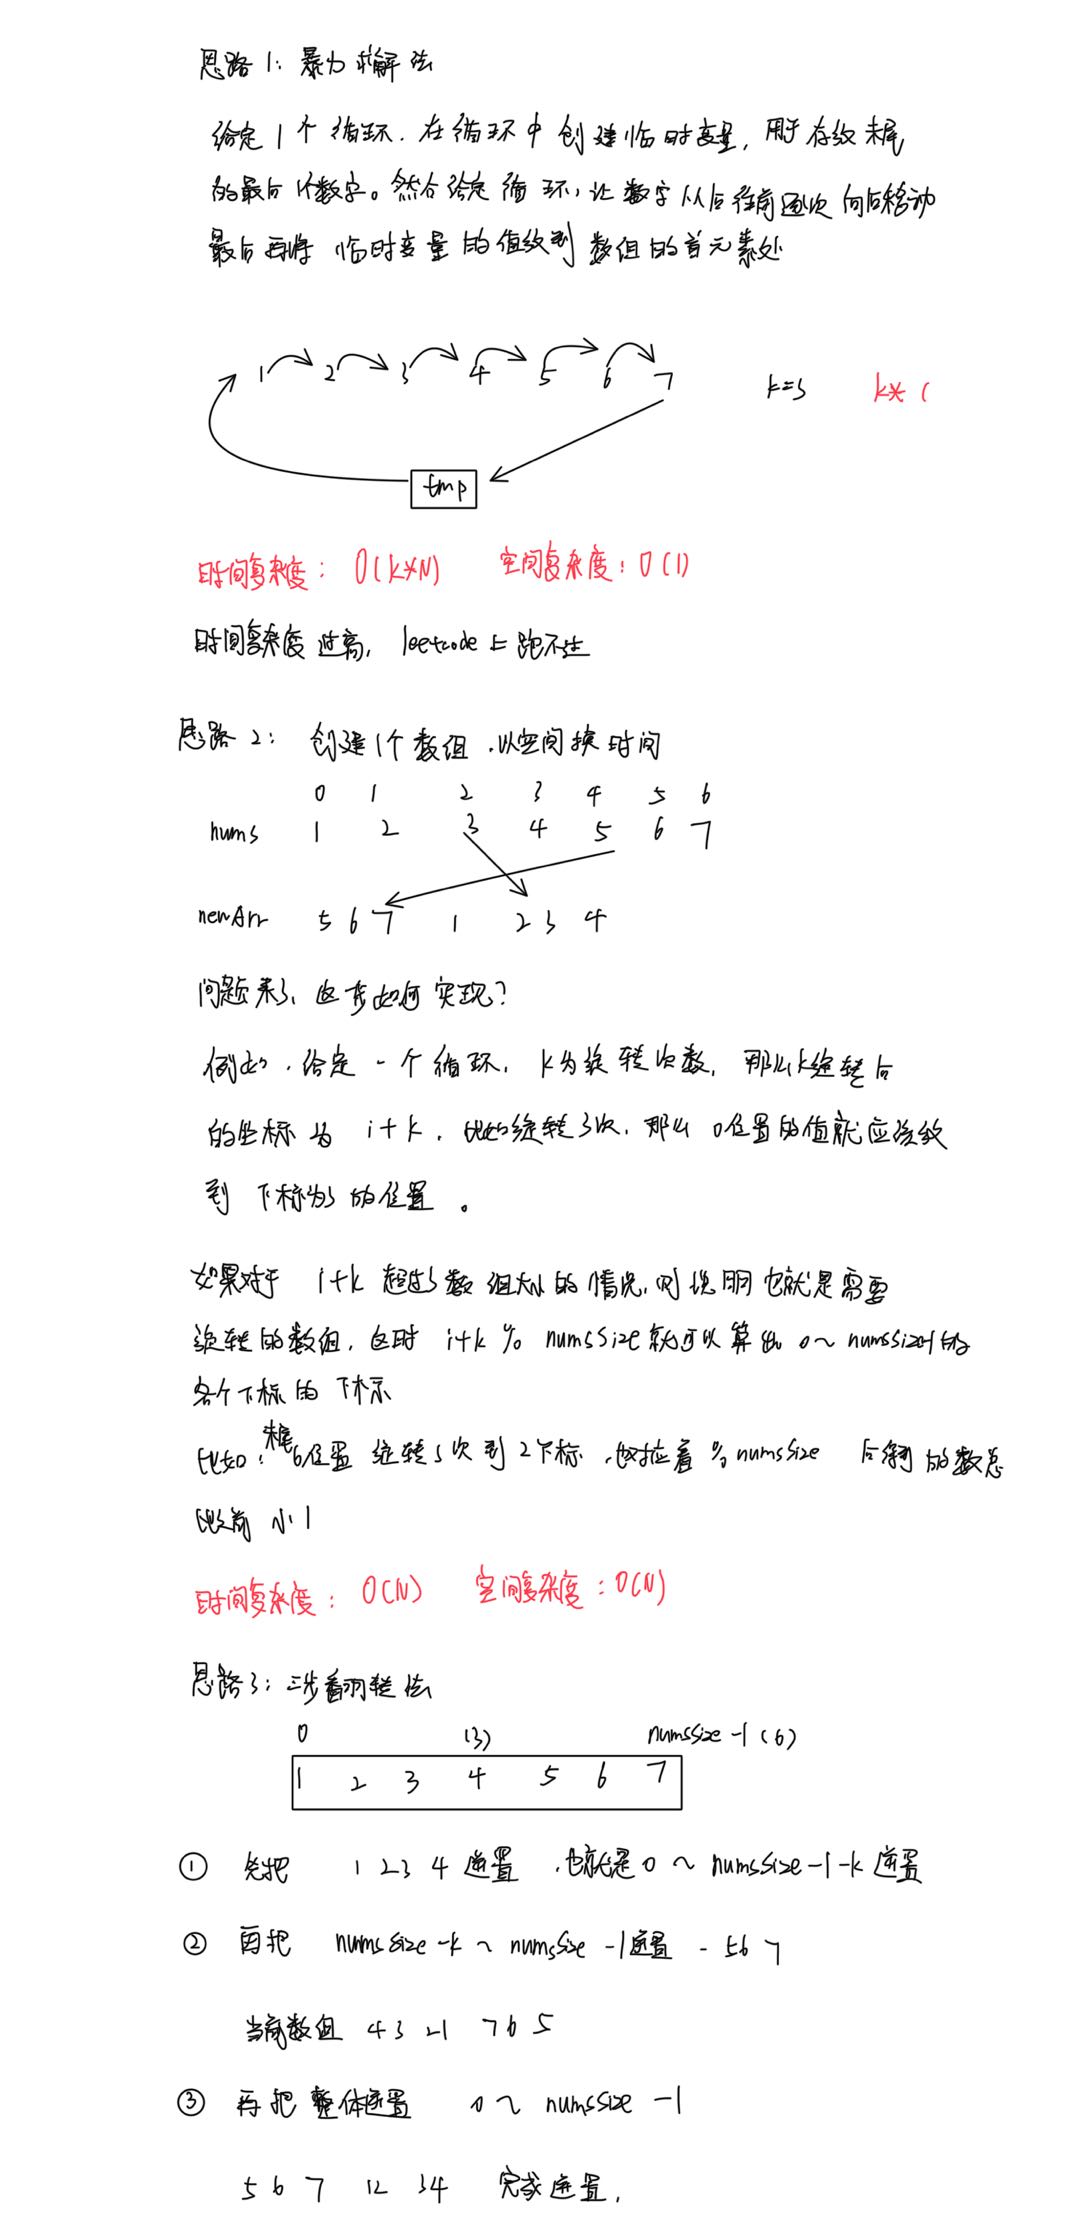 思路1：暴力求解法
给定1个循环，在循环中创建临时变量，用于存放末尾
的最后1个数字。然后给定循环，让数字从后往前逐次向后移动
最后再将临时变量的值放到数组的首元素处
1 2 3 4 5 6 7 k=3 k*(
tmp
时间复杂度：O(k*N) 空间复杂度：O(1)
时间复杂度过高，leetcode上跑不过
思路2：创建1个数组，以空间换时间
0 1 2 3 4 5 6
nums 1 2 3 4 5 6 7
newArr 5 6 7 1 2 3 4
问题来了，这步如何实现？
例如，给定一个循环，k为旋转次数，那么k旋转后
的坐标为 i+k，比如旋转3次，那么0位置的值就应该放
到下标为3的位置。
如果对于 i+k 超过了数组大小的情况，则说明也就是需要
旋转的数组，这时 i+k % numsSize就可以算出 0～numsSize-1的
各个下标的下标
比如：末尾6位置旋转3次到2下标， %numsSize 后得到的数总
比前小1
时间复杂度：O(N) 空间复杂度：O(N)
思路3：三步翻转法
0 (3) numsSize-1(6)
1 2 3 4 5 6 7
① 先把 1 2 3 4 逆置，也就是0～numsSize-1-k逆置
② 再把 numsSize-k～numsSize-1逆置 - 5 6 7
当前数组 4 3 2 1 7 6 5
③ 再把整体逆置 0～numsSize-1
5 6 7 1 2 3 4 完成逆置，